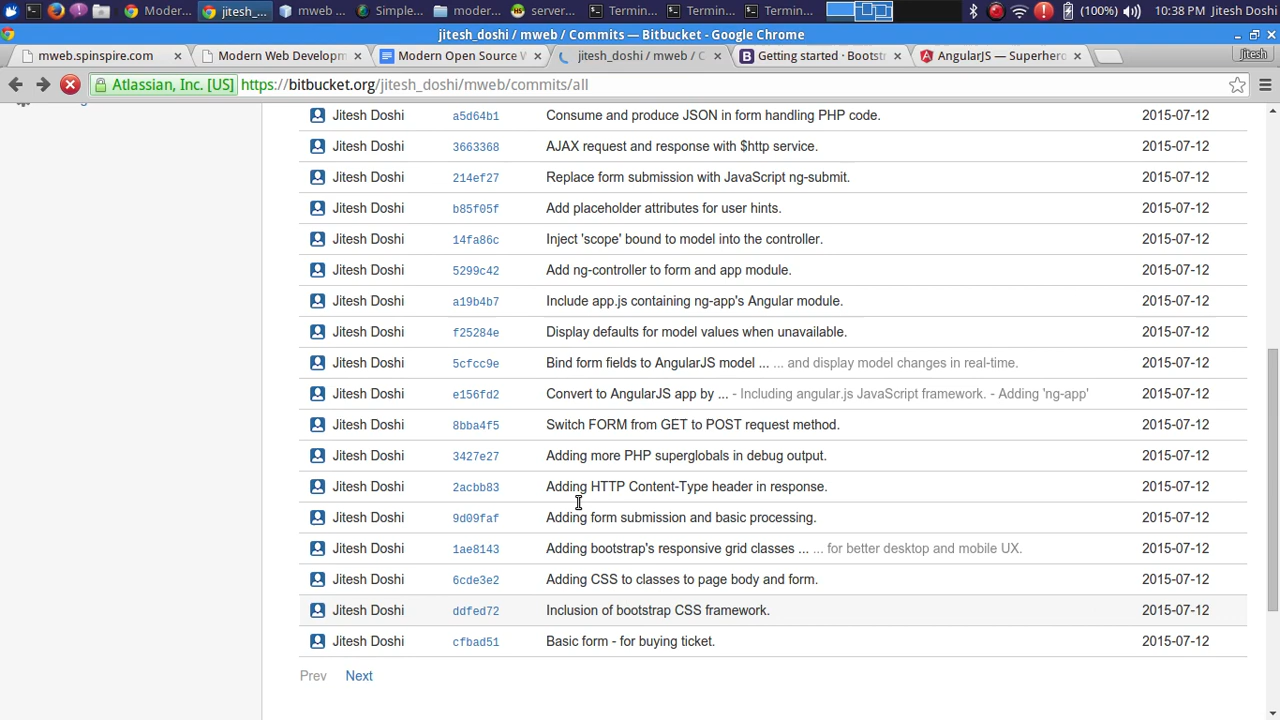 Moder...
jitesh_...
mweb ...
Simple...
moder...
server...
Termin...
Termin...
Termin...
(100%)
10:38 PM Jitesh Doshi
jitesh_doshi / mweb / Commits — Bitbucket - Google Chrome
mweb.spinspire.com
Modern Web Developm
Modern Open Source W
jitesh_doshi / mweb / C
Getting started · Bootst
AngularJS — Superhero
Jitesh
Atlassian, Inc. [US] https://bitbucket.org/jitesh_doshi/mweb/commits/all
Jitesh Doshi a5d64b1 Consume and produce JSON in form handling PHP code. 2015-07-12
Jitesh Doshi 3663368 AJAX request and response with $http service. 2015-07-12
Jitesh Doshi 214ef27 Replace form submission with JavaScript ng-submit. 2015-07-12
Jitesh Doshi b85f05f Add placeholder attributes for user hints. 2015-07-12
Jitesh Doshi 14fa86c Inject 'scope' bound to model into the controller. 2015-07-12
Jitesh Doshi 5299c42 Add ng-controller to form and app module. 2015-07-12
Jitesh Doshi a19b4b7 Include app.js containing ng-app's Angular module. 2015-07-12
Jitesh Doshi f25284e Display defaults for model values when unavailable. 2015-07-12
Jitesh Doshi 5cfcc9e Bind form fields to AngularJS model ... ... and display model changes in real-time. 2015-07-12
Jitesh Doshi e156fd2 Convert to AngularJS app by ... - Including angular.js JavaScript framework. - Adding 'ng-app' 2015-07-12
Jitesh Doshi 8bba4f5 Switch FORM from GET to POST request method. 2015-07-12
Jitesh Doshi 3427e27 Adding more PHP superglobals in debug output. 2015-07-12
Jitesh Doshi 2acbb83 Adding HTTP Content-Type header in response. 2015-07-12
Jitesh Doshi 9d09faf Adding form submission and basic processing. 2015-07-12
Jitesh Doshi 1ae8143 Adding bootstrap's responsive grid classes ... ... for better desktop and mobile UX. 2015-07-12
Jitesh Doshi 6cde3e2 Adding CSS to classes to page body and form. 2015-07-12
Jitesh Doshi ddfed72 Inclusion of bootstrap CSS framework. 2015-07-12
Jitesh Doshi cfbad51 Basic form - for buying ticket. 2015-07-12
Prev Next